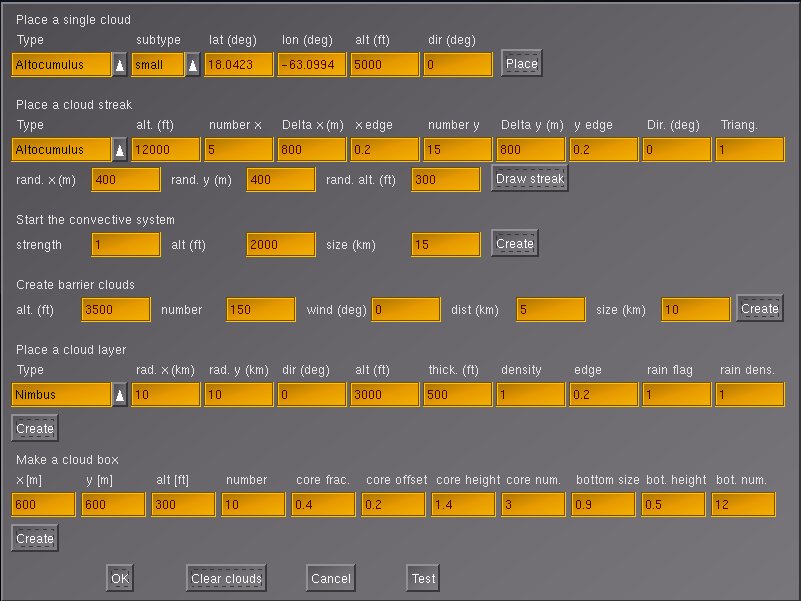 Place a single cloud
Type subtype lat (deg) lon (deg) alt (ft) dir (deg)
Altocumulus small 18.0423 -63.0994 5000 0 Place
Place a cloud streak
Type alt. (ft) number x Delta x (m) x edge number y Delta y (m) y edge Dir. (deg) Triang.
Altocumulus 12000 5 800 0.2 15 800 0.2 0 1
rand. x (m) 400 rand. y (m) 400 rand. alt. (ft) 300 Draw streak
Start the convective system
strength 1 alt (ft) 2000 size (km) 15 Create
Create barrier clouds
alt. (ft) 3500 number 150 wind (deg) 0 dist (km) 5 size (km) 10 Create
Place a cloud layer
Type rad. x (km) rad. y (km) dir (deg) alt (ft) thick. (ft) density edge rain flag rain dens.
Nimbus 10 10 0 3000 500 1 0.2 1 1
Create
Make a cloud box
x [m] y [m] alt [ft] number core frac. core offset core height core num. bottom size bot. height bot. num.
600 600 300 10 0.4 0.2 1.4 3 0.9 0.5 12
Create
OK Clear clouds Cancel Test